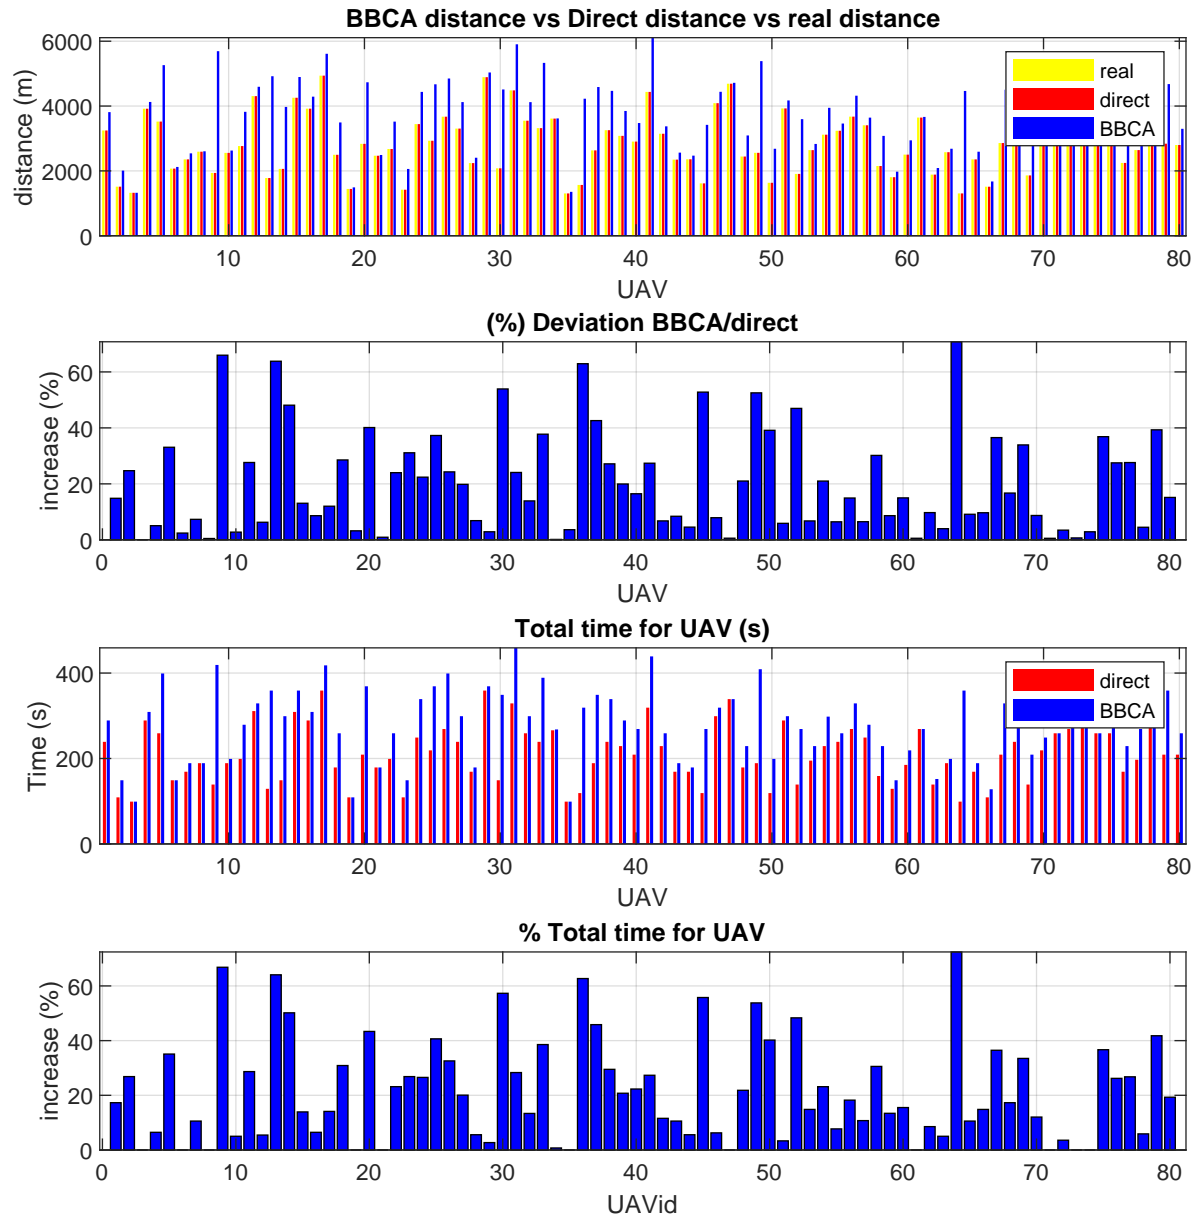 BBCA distance vs Direct distance vs real distance
distance (m)
6000
4000
2000
0
real
direct
BBCA
10 20 30 40 50 60 70 80
UAV
(%) Deviation BBCA/direct
increase (%)
60
40
20
0
0 10 20 30 40 50 60 70 80
UAV
Total time for UAV (s)
Time (s)
400
200
0
direct
BBCA
10 20 30 40 50 60 70 80
UAV
% Total time for UAV
increase (%)
60
40
20
0
0 10 20 30 40 50 60 70 80
UAVid